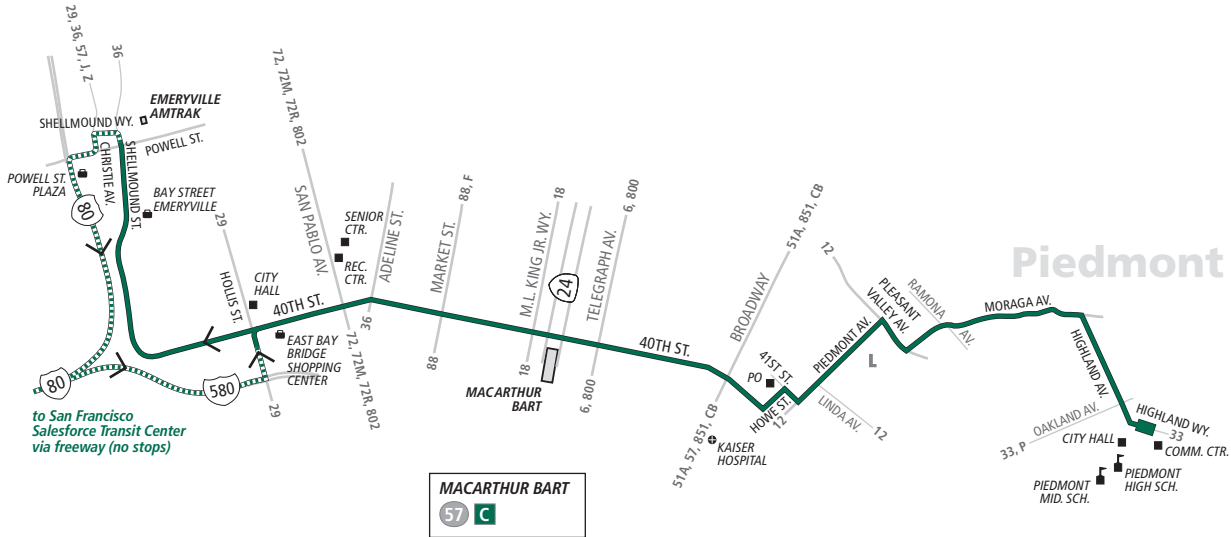 29, 36, 57, J, Z
36
EMERYVILLE
AMTRAK
SHELLMOUND WY.
POWELL ST.
CHRISTIE AV.
SHELLMOUND ST.
POWELL ST.
PLAZA
80
BAY STREET
EMERYVILLE
29
HOLLIS ST.
CITY
HALL
40TH ST.
72, 72M, 72R, 802
SAN PABLO AV.
SENIOR
CTR.
REC.
CTR.
ADELINE ST.
36
88, F
MARKET ST.
88
18
M.L. KING JR. WY.
18
24
6, 800
TELEGRAPH AV.
6, 800
MACARTHUR
BART
40TH ST.
51A, 851, CB
BROADWAY
51A, 57, 851, CB
KAISER
HOSPITAL
PO
41ST ST.
HOWE ST.
12
PIEDMONT AV.
LINDA AV.
12
12
PLEASANT
VALLEY AV.
L
RAMONA
AV.
MORAGA AV.
Piedmont
HIGHLAND AV.
OAKLAND AV.
33, P
HIGHLAND WY.
33
CITY HALL
COMM. CTR.
PIEDMONT
MID. SCH.
PIEDMONT
HIGH SCH.
EAST BAY
BRIDGE
SHOPPING
CENTER
72, 72M, 72R, 802
29
580
80
to San Francisco
Salesforce Transit Center
via freeway (no stops)
MACARTHUR BART
57 C